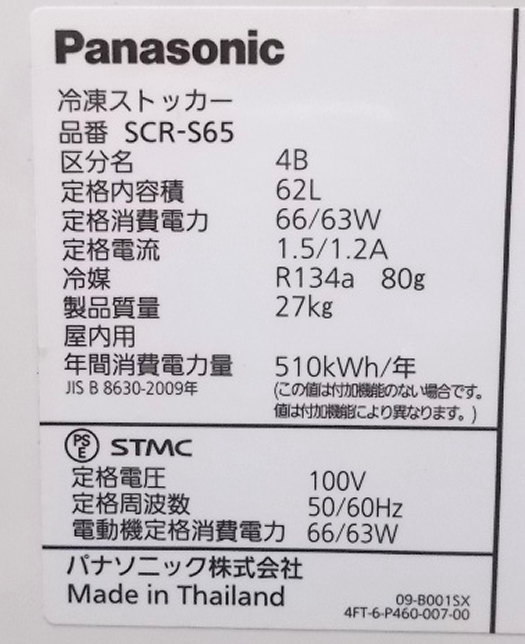 Panasonic
冷凍ストッカー
品番 SCR-S65
区分名 4B
定格内容積 62L
定格消費電力 66/63W
定格電流 1.5/1.2A
冷媒 R134a 80g
製品質量 27kg
屋内用
年間消費電力量 510kWh/年
JIS B 8630-2009年 (この値は付加機能のない場合です。
値は付加機能により異なります。)
PSE STMC
定格電圧 100V
定格周波数 50/60Hz
電動機定格消費電力 66/63W
パナソニック株式会社
Made in Thailand 09-B001SX
4FT-6-P460-007-00